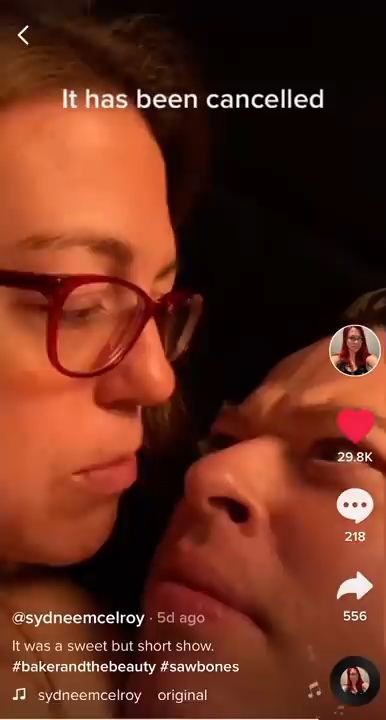 It has been cancelled
29.8K
218
556
@sydneemcelroy · 5d ago
It was a sweet but short show.
#bakerandthebeauty #sawbones
sydneemcelroy original